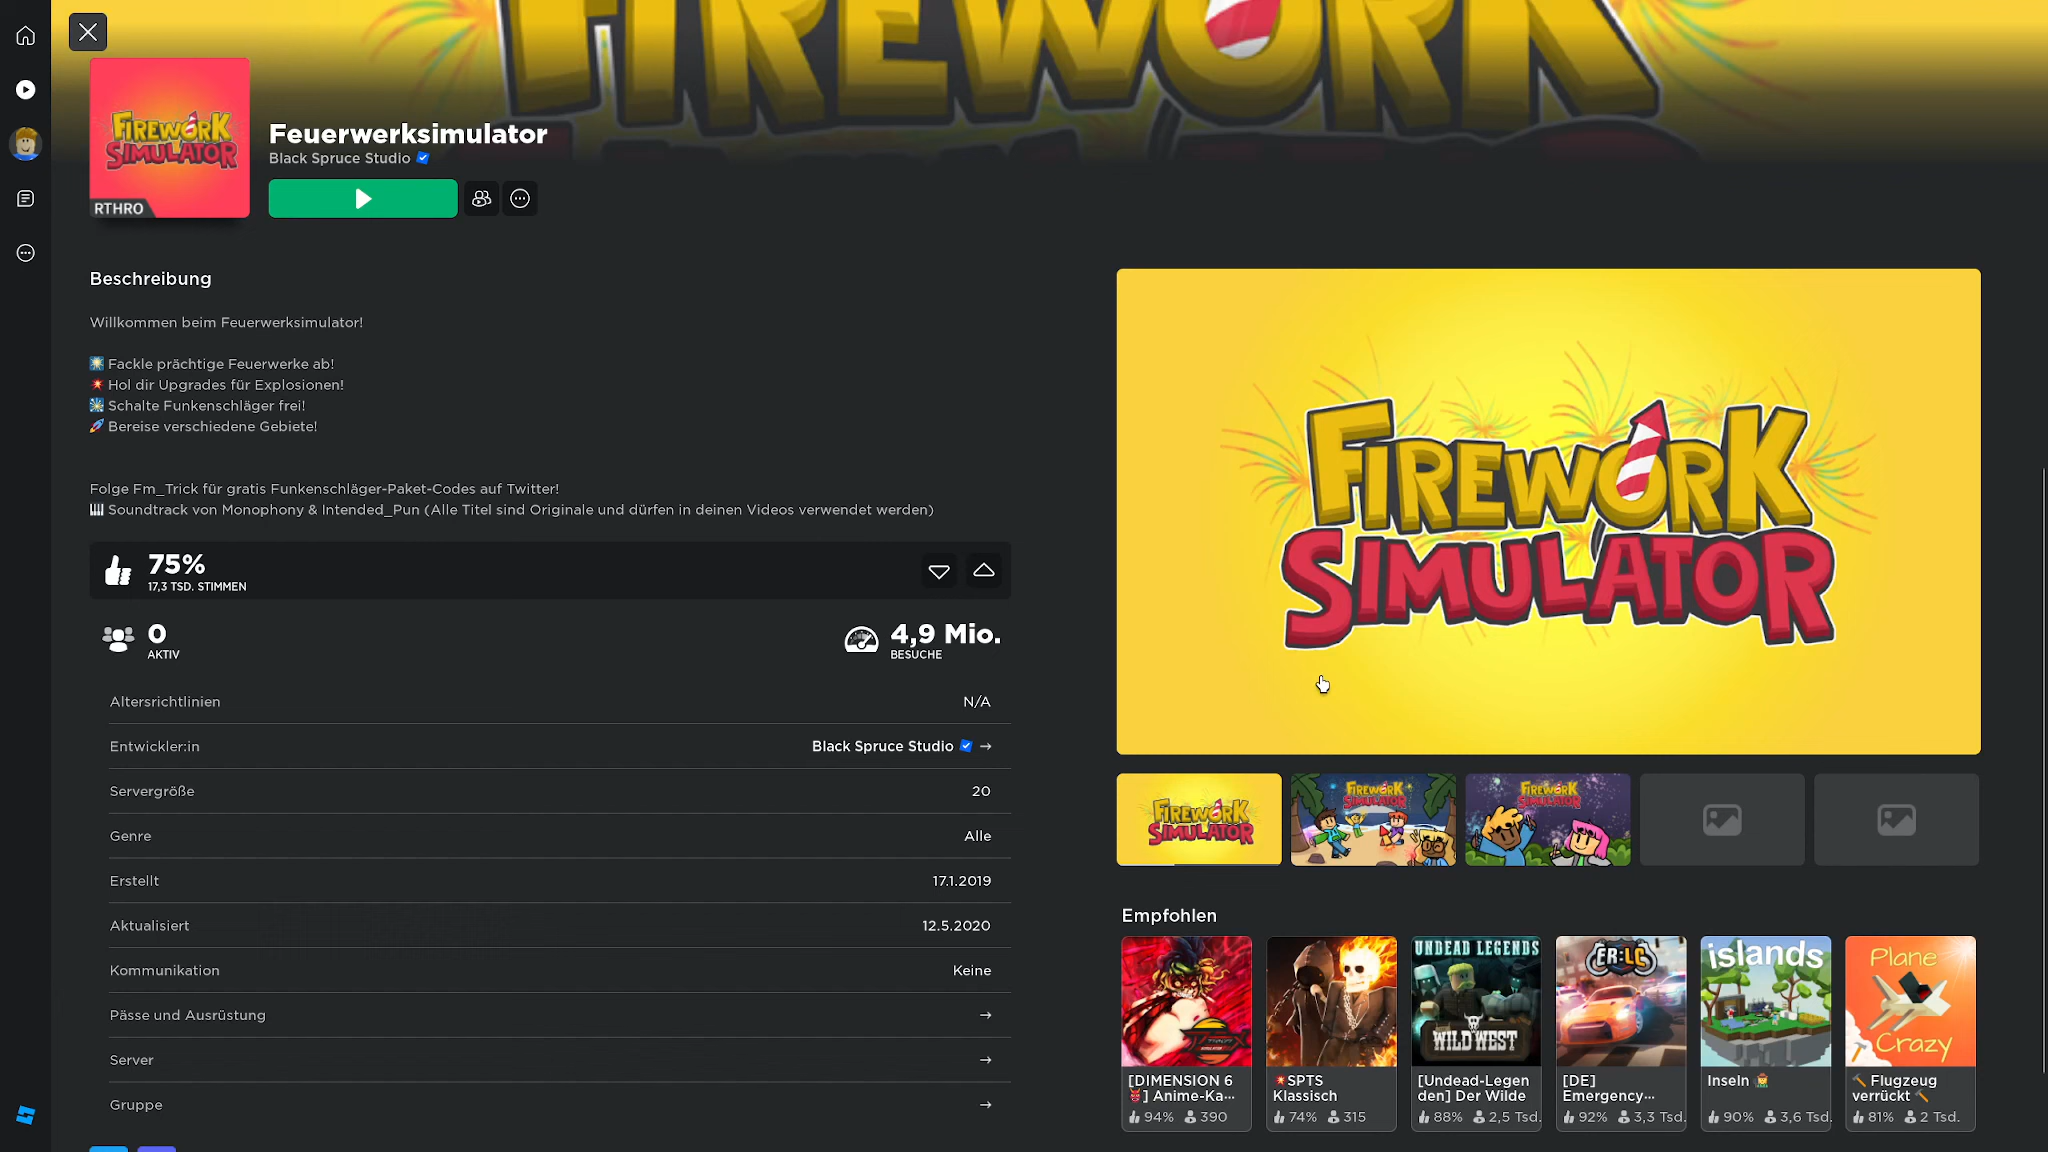 FIREWORK
FIREWORK
SIMULATOR
RTHRO
Feuerwerksimulator
Black Spruce Studio
Beschreibung
Willkommen beim Feuerwerksimulator!
Fackle prächtige Feuerwerke ab!
Hol dir Upgrades für Explosionen!
Schalte Funkenschläger frei!
Bereise verschiedene Gebiete!
Folge Fm_Trick für gratis Funkenschläger-Paket-Codes auf Twitter!
Soundtrack von Monophony & Intended_Pun (Alle Titel sind Originale und dürfen in deinen Videos verwendet werden)
75%
17,3 TSD. STIMMEN
0
AKTIV
4,9 Mio.
BESUCHE
Altersrichtlinien N/A
Entwickler:in Black Spruce Studio →
Servergröße 20
Genre Alle
Erstellt 17.1.2019
Aktualisiert 12.5.2020
Kommunikation Keine
Pässe und Ausrüstung →
Server →
Gruppe →
FIREWORK
SIMULATOR
FIREWORK
SIMULATOR
FIREWORK
SIMULATOR
FIREWORK
SIMULATOR
Empfohlen
[DIMENSION 6
] Anime-Ka...
94% 390
SPTS
Klassisch
74% 315
UNDEAD LEGENDS
WILD WEST
[Undead-Legen
den] Der Wilde
88% 2,5 Tsd.
ER:LC
[DE]
Emergency...
92% 3,3 Tsd.
islands
Inseln
90% 3,6 Tsd.
Plane
Crazy
Flugzeug
verrückt
81% 2 Tsd.